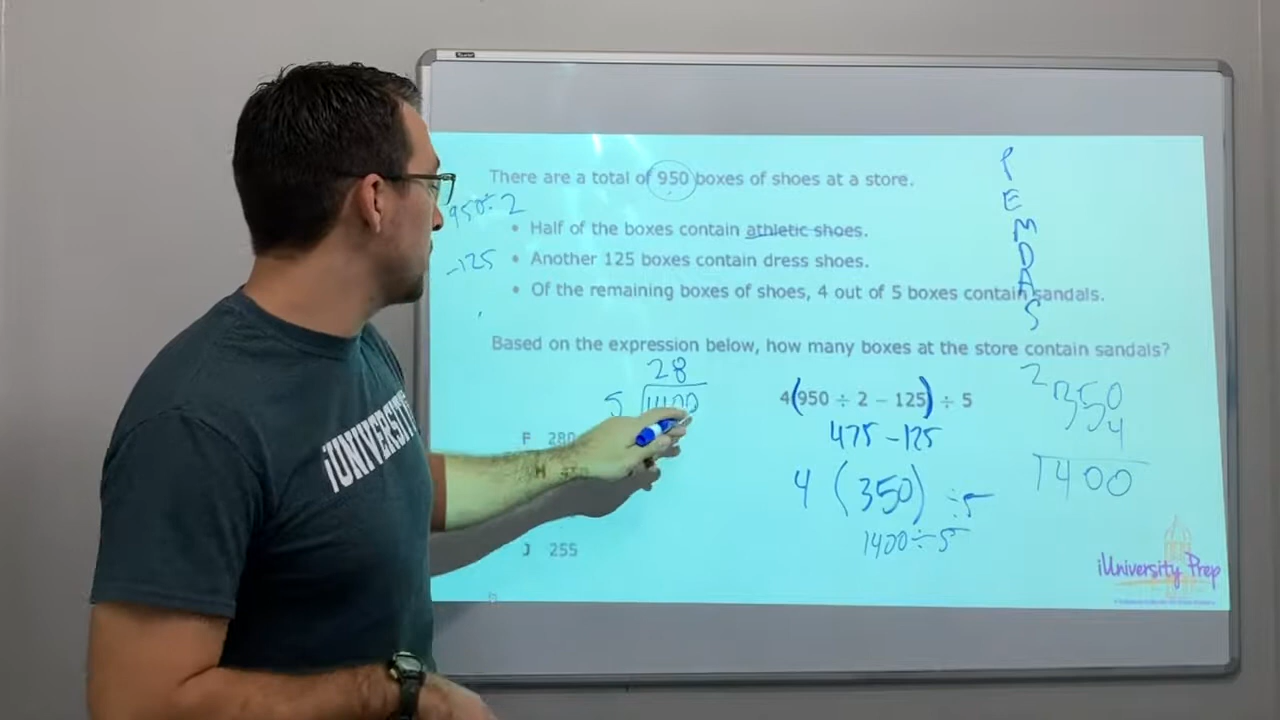 There are a total of 950 boxes of shoes at a store.
950÷2
• Half of the boxes contain athletic shoes.
-125
• Another 125 boxes contain dress shoes.
• Of the remaining boxes of shoes, 4 out of 5 boxes contain sandals.
P
E
M
D
A
S
Based on the expression below, how many boxes at the store contain sandals?
28
5 1400
4(950 ÷ 2 − 125) ÷ 5
475-125
4 (350) ÷5
1400÷5
2
350
4
1400
F 280
H
J 255
iUNIVERSITY
iUniversity Prep